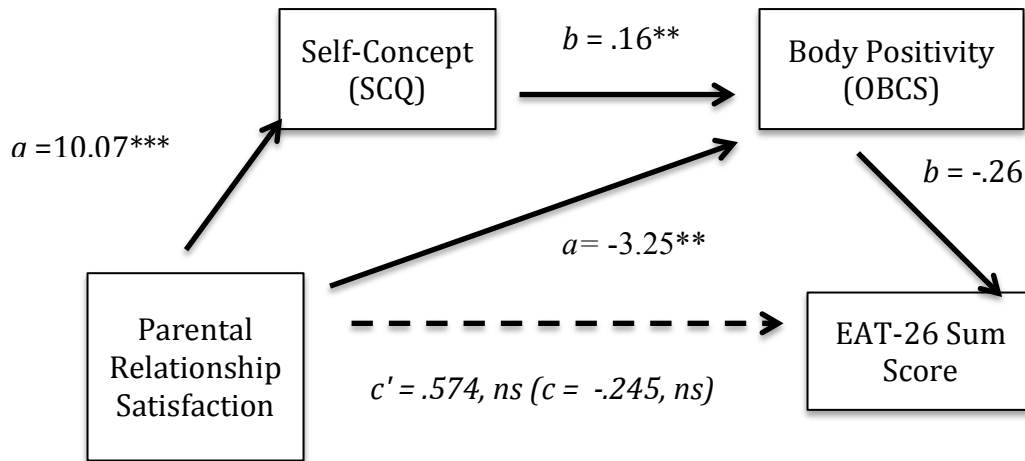 Self-Concept
(SCQ)
b = .16**
Body Positivity
(OBCS)
a =10.07***
b = -.26
a= -3.25**
Parental
Relationship
Satisfaction
EAT-26 Sum
Score
c' = .574, ns (c = -.245, ns)